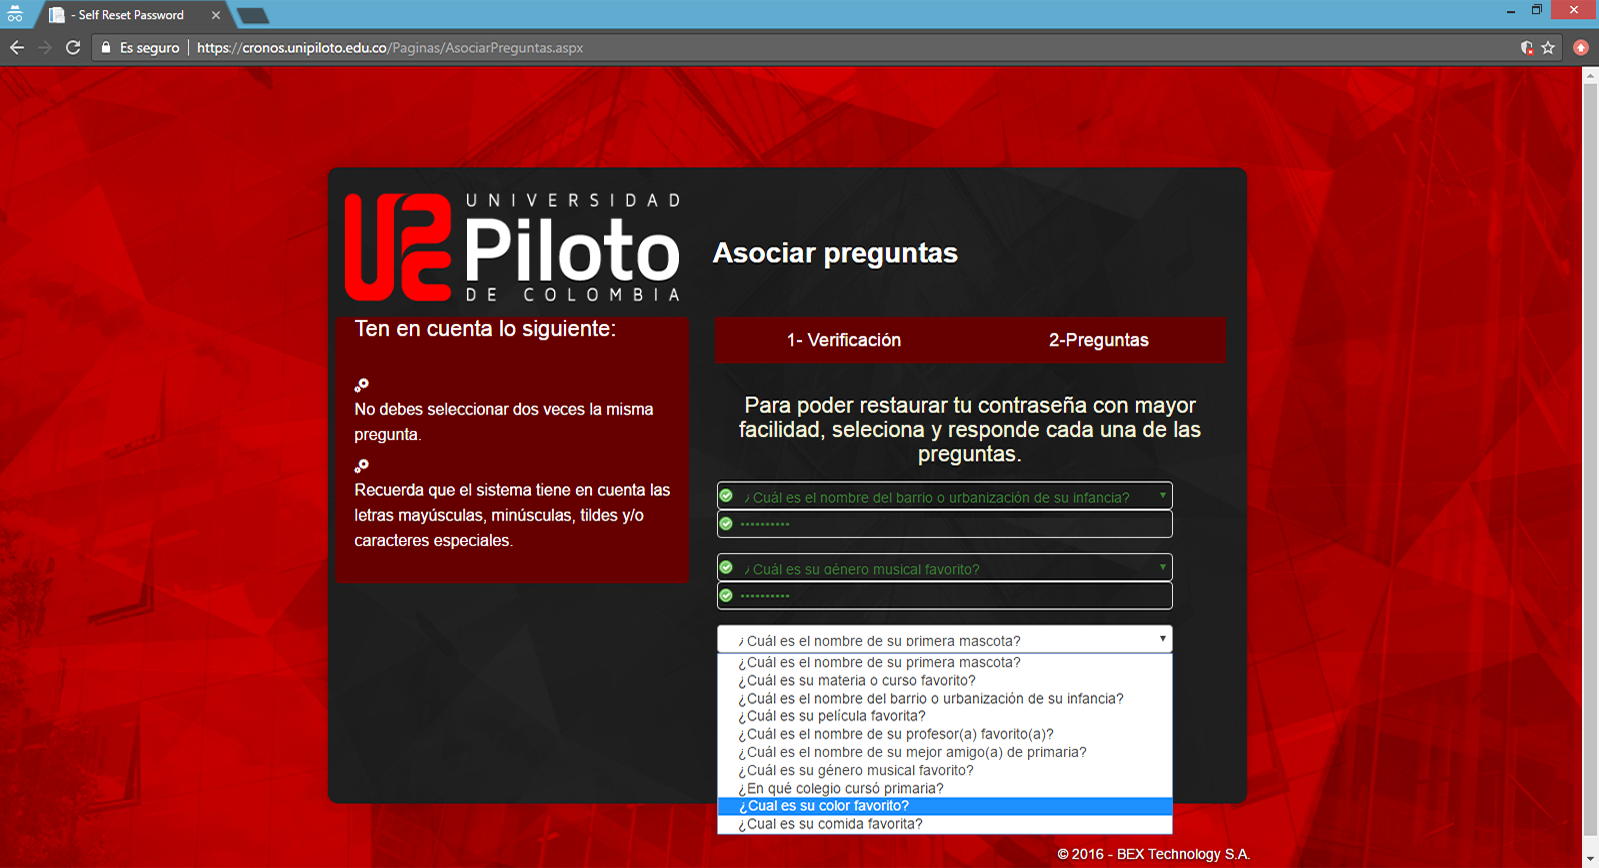 - Self Reset Password
Es seguro
https://cronos.unipiloto.edu.co/Paginas/AsociarPreguntas.aspx
UNIVERSIDAD
Piloto
DE COLOMBIA
Asociar preguntas
Ten en cuenta lo siguiente:
No debes seleccionar dos veces la misma
pregunta.
Recuerda que el sistema tiene en cuenta las
letras mayúsculas, minúsculas, tildes y/o
caracteres especiales.
1- Verificación
2-Preguntas
Para poder restaurar tu contraseña con mayor
facilidad, seleciona y responde cada una de las
preguntas.
¿Cuál es el nombre del barrio o urbanización de su infancia?
¿Cuál es su género musical favorito?
¿Cuál es el nombre de su primera mascota?
¿Cuál es el nombre de su primera mascota?
¿Cuál es su materia o curso favorito?
¿Cuál es el nombre del barrio o urbanización de su infancia?
¿Cuál es su película favorita?
¿Cuál es el nombre de su profesor(a) favorito(a)?
¿Cuál es el nombre de su mejor amigo(a) de primaria?
¿Cuál es su género musical favorito?
¿En qué colegio cursó primaria?
¿Cual es su color favorito?
¿Cual es su comida favorita?
© 2016 - BEX Technology S.A.